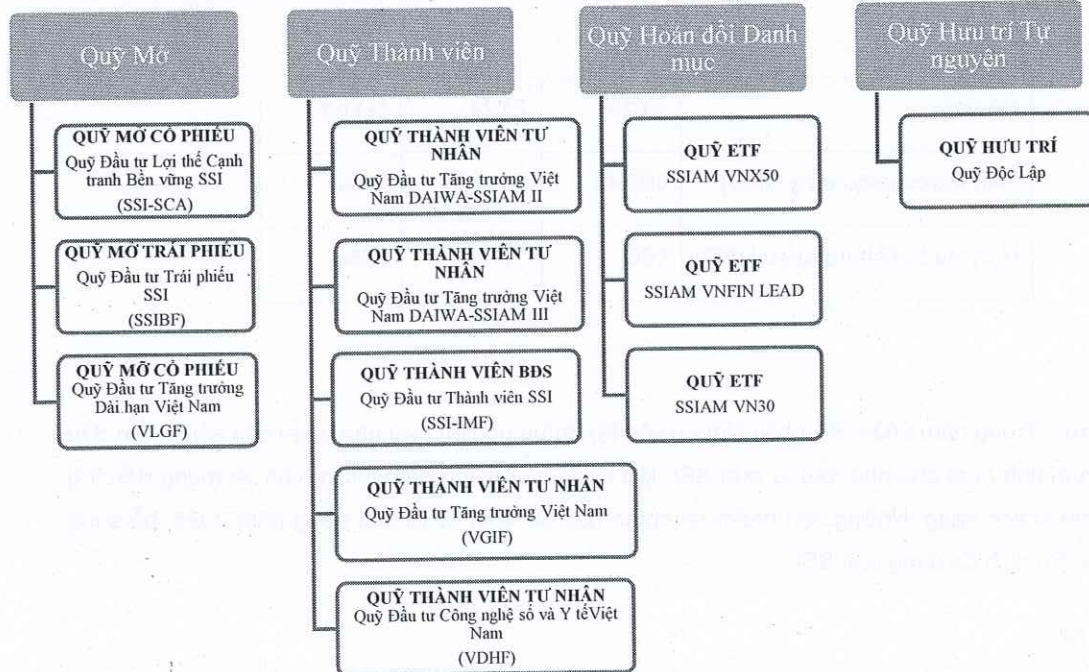 Quỹ Mở
QUỸ MỞ CỔ PHIẾU
Quỹ Đầu tư Lợi thế Cạnh
tranh Bền vững SSI
(SSI-SCA)
QUỸ MỞ TRÁI PHIẾU
Quỹ Đầu tư Trái phiếu
SSI
(SSIBF)
QUỸ MỞ CỔ PHIẾU
Quỹ Đầu tư Tăng trưởng
Dài hạn Việt Nam
(VLGF)
Quỹ Thành viên
QUỸ THÀNH VIÊN TƯ
NHÂN
Quỹ Đầu tư Tăng trưởng Việt
Nam DAIWA-SSIAM II
QUỸ THÀNH VIÊN TƯ
NHÂN
Quỹ Đầu tư Tăng trưởng Việt
Nam DAIWA-SSIAM III
QUỸ THÀNH VIÊN BĐS
Quỹ Đầu tư Thành viên SSI
(SSI-IMF)
QUỸ THÀNH VIÊN TƯ NHÂN
Quỹ Đầu tư Tăng trưởng Việt Nam
(VGIF)
QUỸ THÀNH VIÊN TƯ NHÂN
Quỹ Đầu tư Công nghệ số và Y tếViệt
Nam
(VDHF)
Quỹ Hoán đổi Danh
mục
QUỸ ETF
SSIAM VNX50
QUỸ ETF
SSIAM VNFIN LEAD
QUỸ ETF
SSIAM VN30
Quỹ Hưu trí Tự
nguyện
QUỸ HƯU TRÍ
Quỹ Độc Lập